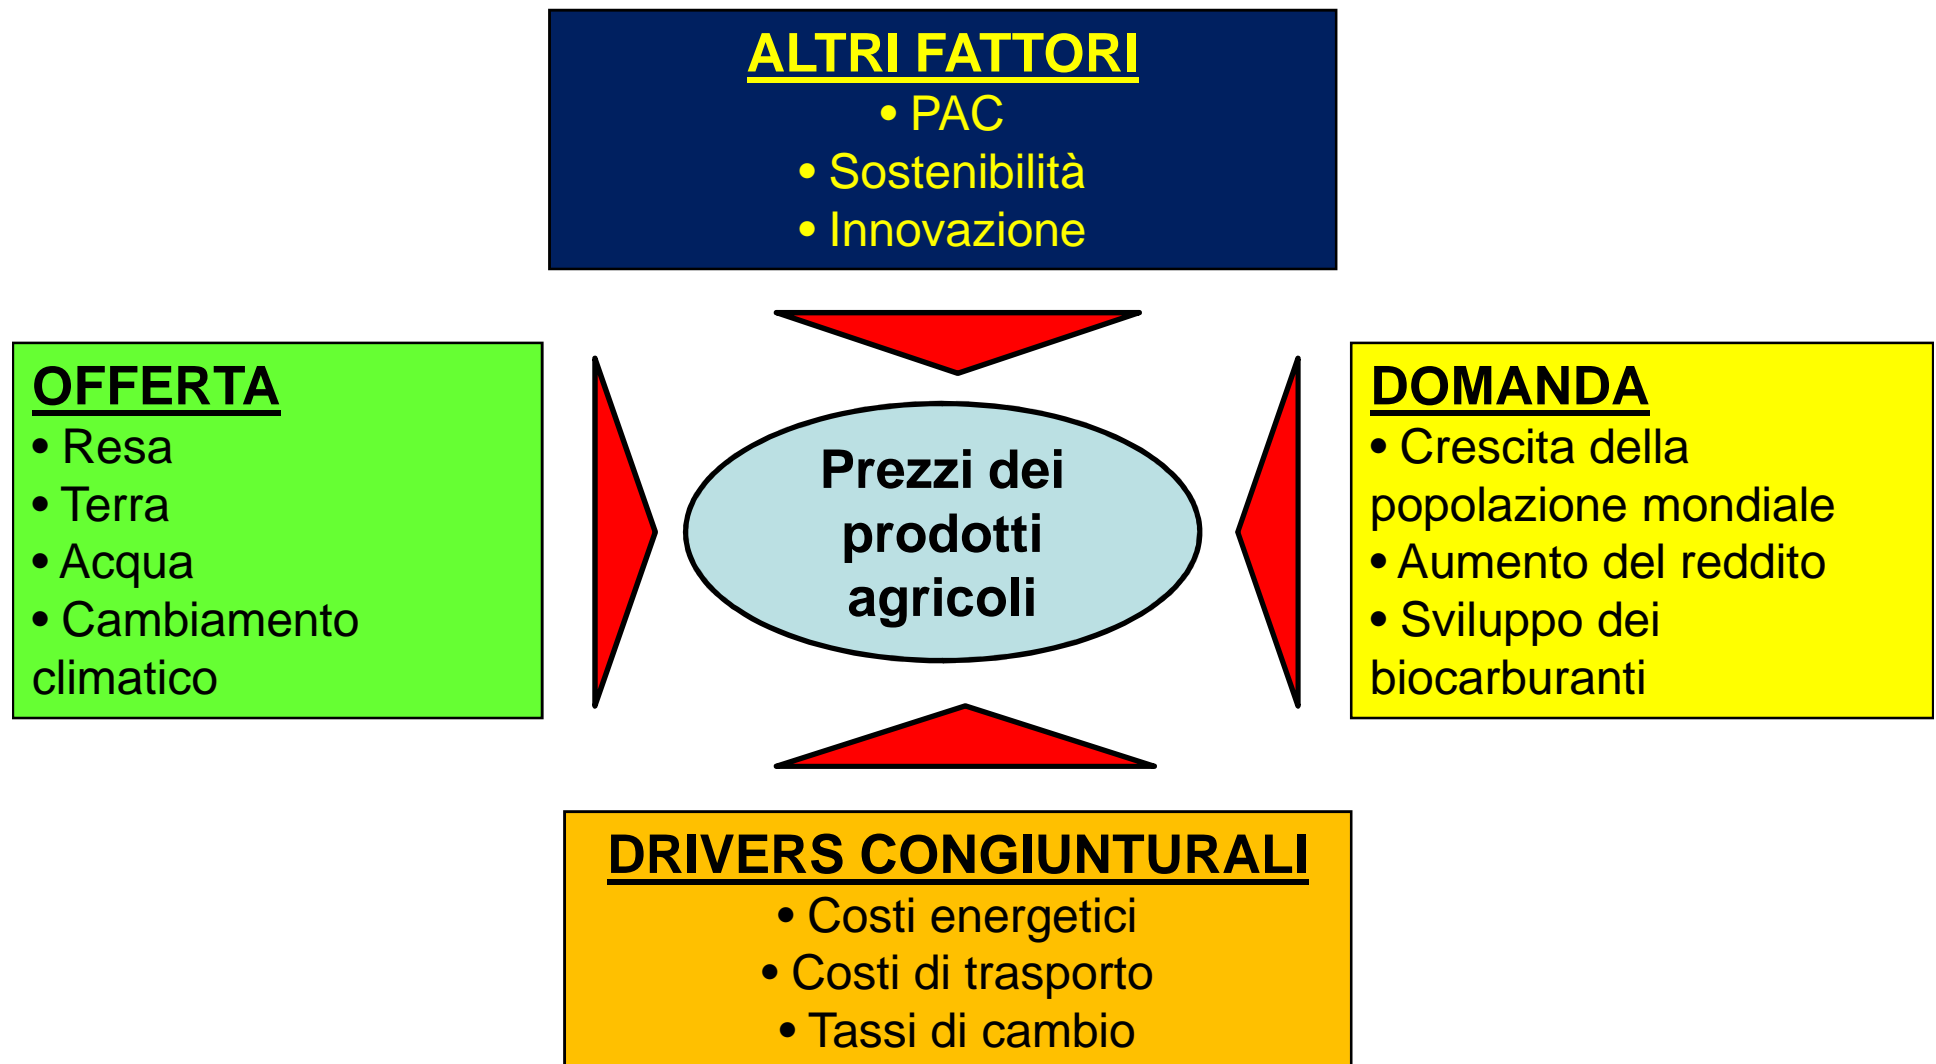 ALTRI FATTORI
• PAC
• Sostenibilità
• Innovazione
OFFERTA
• Resa
• Terra
• Acqua
• Cambiamento
climatico
Prezzi dei
prodotti
agricoli
DOMANDA
• Crescita della
popolazione mondiale
• Aumento del reddito
• Sviluppo dei
biocarburanti
DRIVERS CONGIUNTURALI
• Costi energetici
• Costi di trasporto
• Tassi di cambio